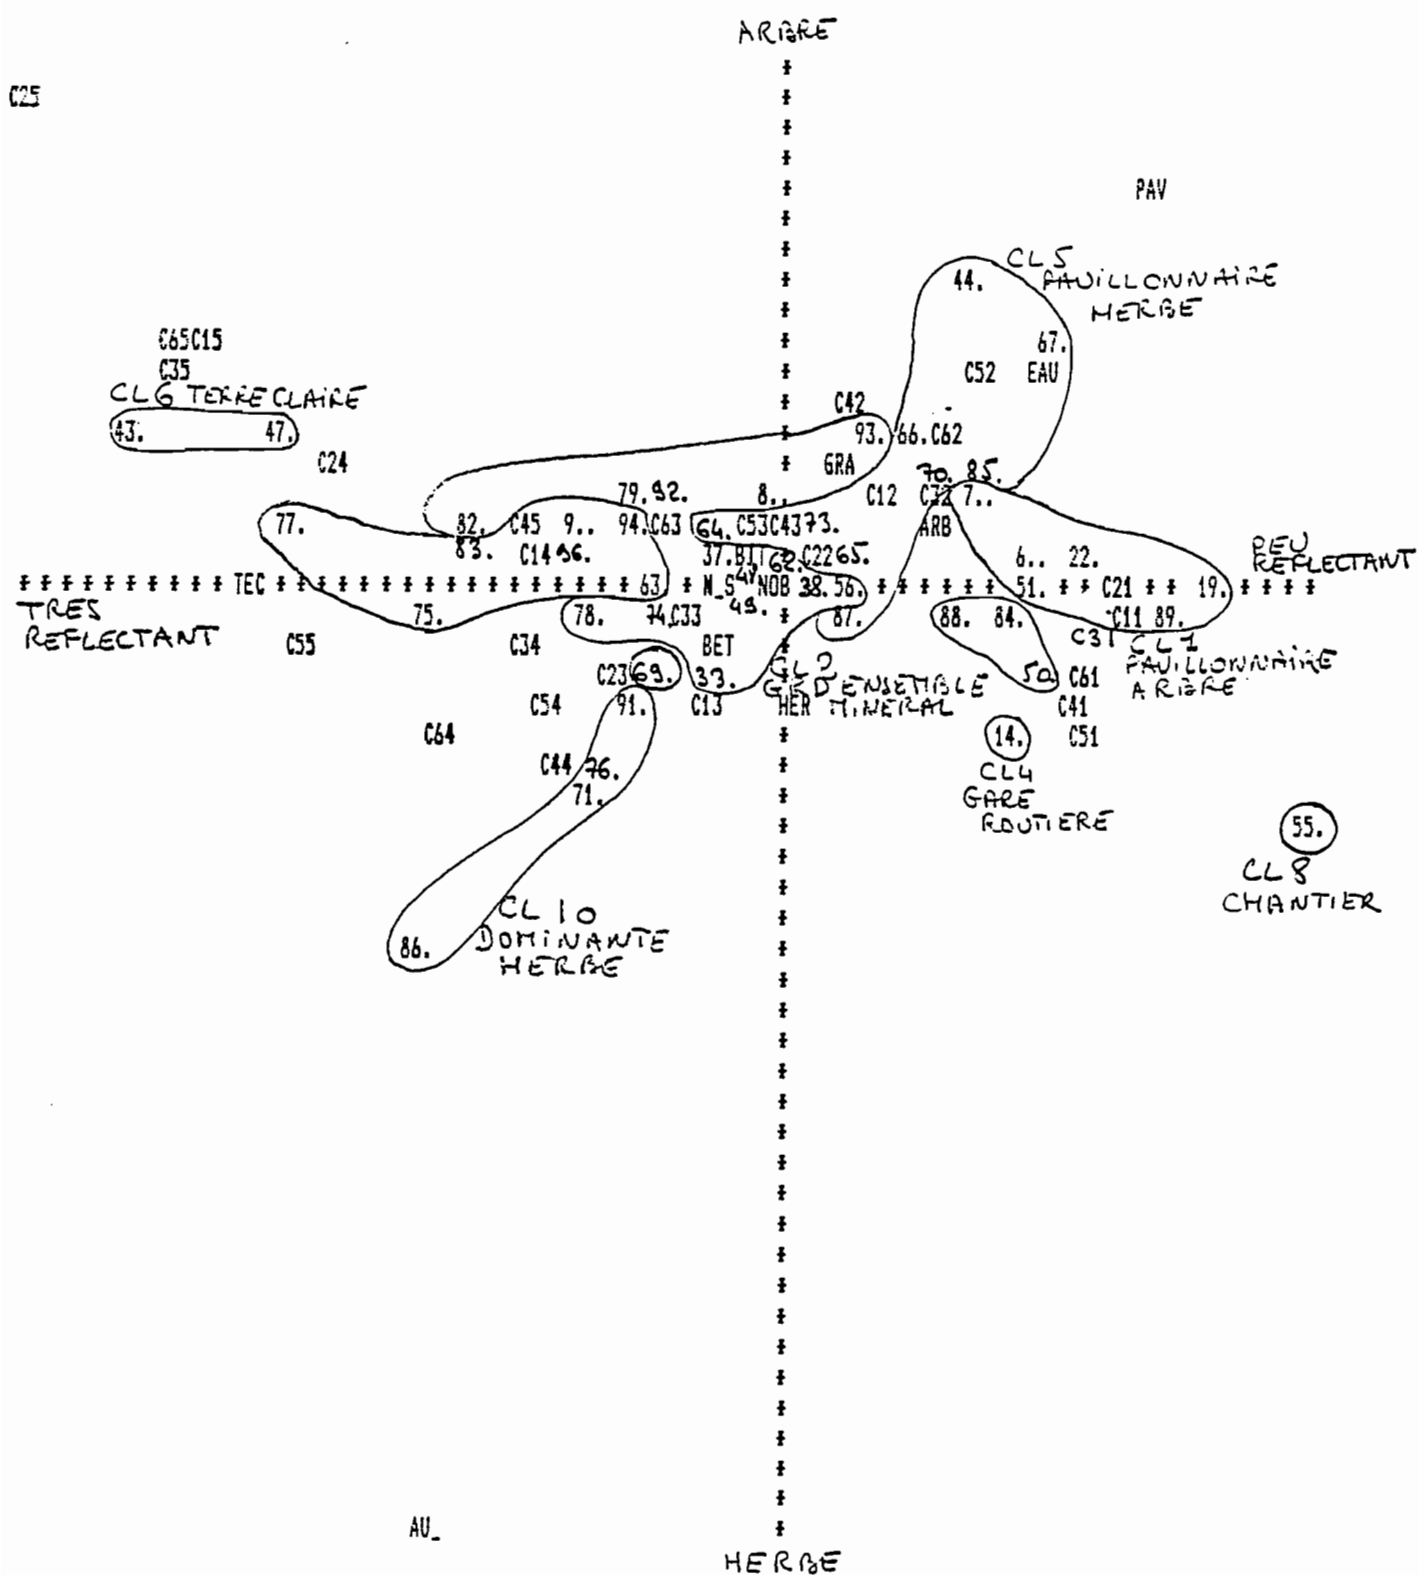 ARBRE
C25
PAV
CL5
44. PAVILLONNAIRE
HERBE
C65C15
67.
C35
C52 EAU
CL6 TERRE CLAIRE
C42
43. 47.
93. 66.C62
C24
GRA
70. 85.
79.92. 8.. C12 C32 7..
77. 82. C45 9.. 94.C63 64. C53C4373. ARB
83. C1496. 37.BIT 62. C2265. 6.. 22. PEU
REFLECTANT
TEC 63 M_S NOB 38.56. 51. C21 19.
TRES
REFLECTANT
75. 78. 74.C33 49. 87. 88. 84. C11 89.
C55 C34 BET C31 CL1
PAVILLONNAIRE
ARBRE
C23 69. 33. GD ENSEMBLE 50. C61
C54 91. C13 HER MINERAL C41
C64 14. C51
C44 76. CL4
71. GARE
ROUTIERE
55.
CL8
CHANTIER
CL10
86. DOMINANTE
HERBE
AU_
HERBE